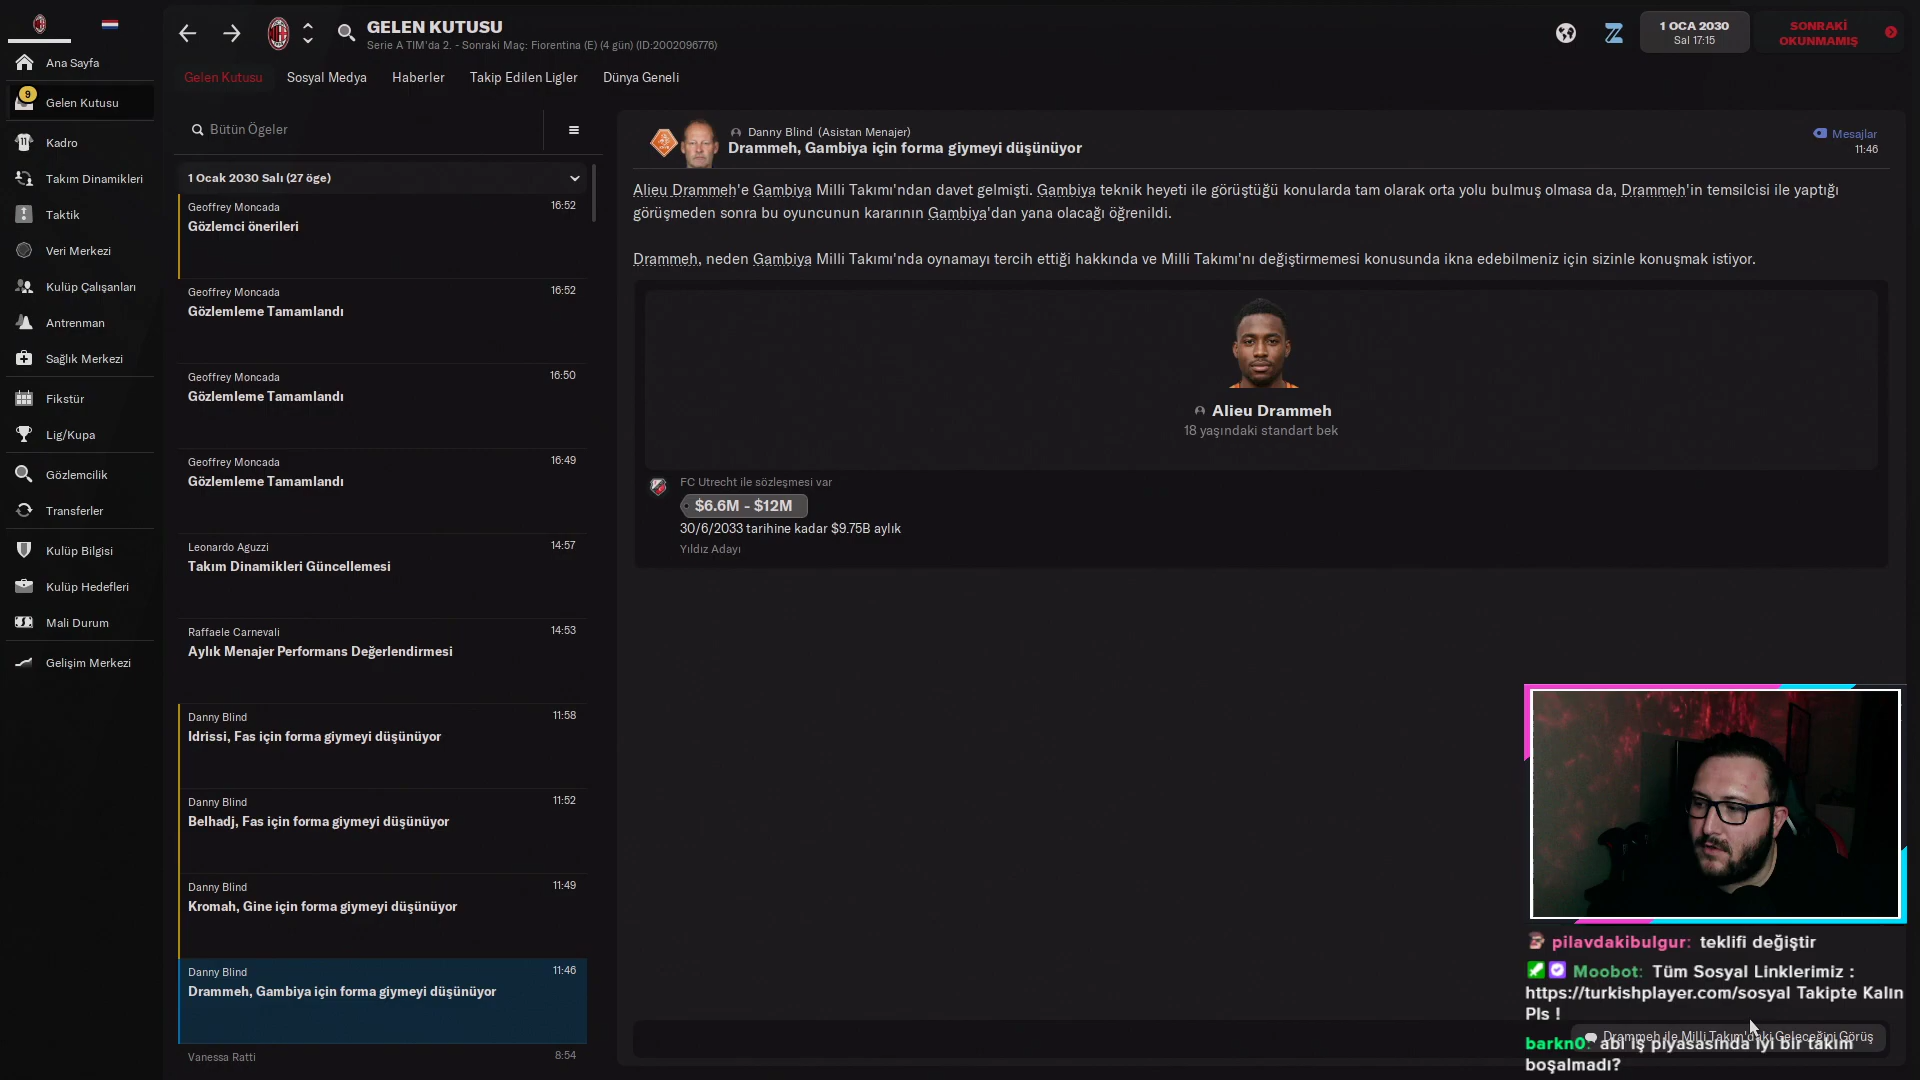 GELEN KUTUSU
Serie A TIM'da 2. - Sonraki Maç: Fiorentina (E) (4 gün) (ID:2002096776)
1 OCA 2030
Sal 17:15
SONRAKİ
OKUNMAMIŞ
Gelen Kutusu
Sosyal Medya
Haberler
Takip Edilen Ligler
Dünya Geneli
Ana Sayfa
9
Gelen Kutusu
Kadro
Takım Dinamikleri
Taktik
Veri Merkezi
Kulüp Çalışanları
Antrenman
Sağlık Merkezi
Fikstür
Lig/Kupa
Gözlemcilik
Transferler
Kulüp Bilgisi
Kulüp Hedefleri
Mali Durum
Gelişim Merkezi
Bütün Ögeler
1 Ocak 2030 Salı (27 öge)
Geoffrey Moncada 16:52
Gözlemci önerileri
Geoffrey Moncada 16:52
Gözlemleme Tamamlandı
Geoffrey Moncada 16:50
Gözlemleme Tamamlandı
Geoffrey Moncada 16:49
Gözlemleme Tamamlandı
Leonardo Aguzzi 14:57
Takım Dinamikleri Güncellemesi
Raffaele Carnevali 14:53
Aylık Menajer Performans Değerlendirmesi
Danny Blind 11:58
Idrissi, Fas için forma giymeyi düşünüyor
Danny Blind 11:52
Belhadj, Fas için forma giymeyi düşünüyor
Danny Blind 11:49
Kromah, Gine için forma giymeyi düşünüyor
Danny Blind 11:46
Drammeh, Gambiya için forma giymeyi düşünüyor
Vanessa Ratti 8:54
Danny Blind (Asistan Menajer)
Drammeh, Gambiya için forma giymeyi düşünüyor
Mesajlar
11:46
Alieu Drammeh'e Gambiya Milli Takımı'ndan davet gelmişti. Gambiya teknik heyeti ile görüştüğü konularda tam olarak orta yolu bulmuş olmasa da, Drammeh'in temsilcisi ile yaptığı
görüşmeden sonra bu oyuncunun kararının Gambiya'dan yana olacağı öğrenildi.
Drammeh, neden Gambiya Milli Takımı'nda oynamayı tercih ettiği hakkında ve Milli Takımı'nı değiştirmemesi konusunda ikna edebilmeniz için sizinle konuşmak istiyor.
Alieu Drammeh
18 yaşındaki standart bek
FC Utrecht ile sözleşmesi var
$6.6M - $12M
30/6/2033 tarihine kadar $9.75B aylık
Yıldız Adayı
pilavdakibulgur: teklifi değiştir
Moobot: Tüm Sosyal Linklerimiz :
https://turkishplayer.com/sosyal Takipte Kalın
Pls !
Drammeh ile Milli Takım'daki Geleceğini Görüş
barkn0: abi iş piyasasında iyi bir takım
boşalmadı?